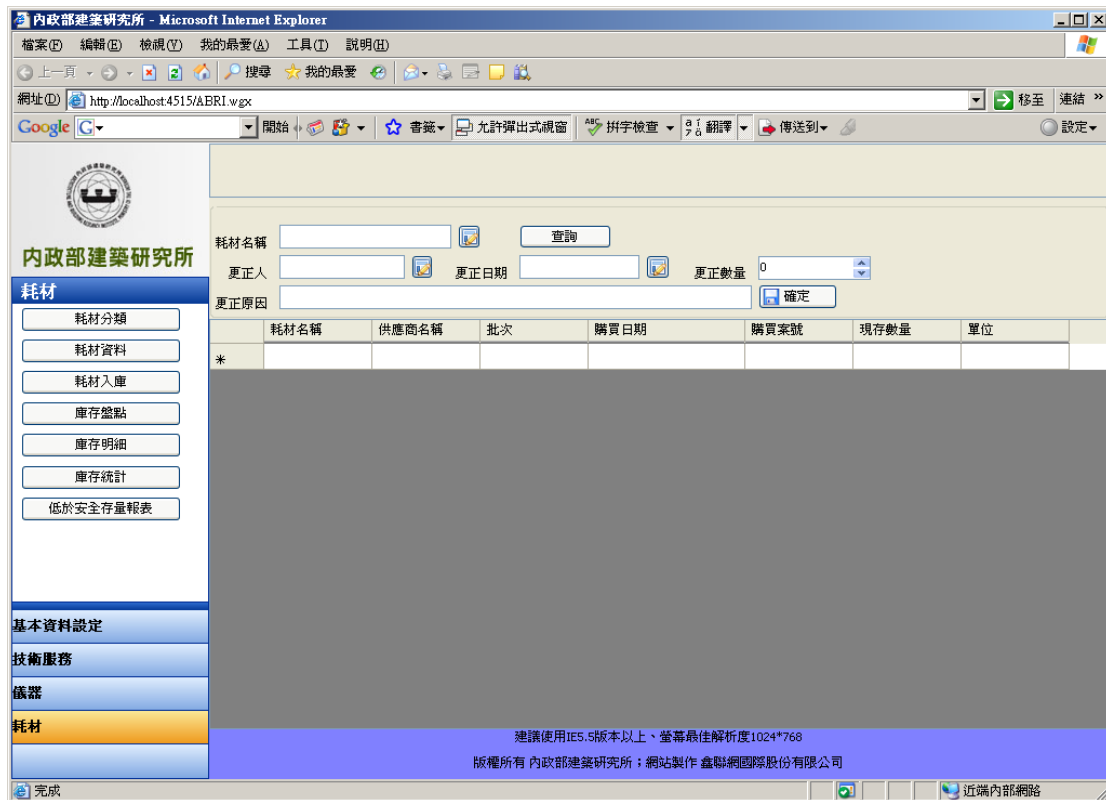 內政部建築研究所 - Microsoft Internet Explorer
檔案(F) 編輯(E) 檢視(V) 我的最愛(A) 工具(T) 說明(H)
上一頁 搜尋 我的最愛
網址(D) http://localhost:4515/ABRI.wgx 移至 連結 »
Google G 開始 書籤 允許彈出式視窗 ABC 拼字檢查 翻譯 傳送到 設定
內政部建築研究所
耗材
耗材分類
耗材資料
耗材入庫
庫存盤點
庫存明細
庫存統計
低於安全存量報表
基本資料設定
技術服務
儀器
耗材
耗材名稱 查詢
更正人 更正日期 更正數量 0
更正原因 確定
耗材名稱 供應商名稱 批次 購買日期 購買案號 現存數量 單位
*
建議使用IE5.5版本以上、螢幕最佳解析度1024*768
版權所有 內政部建築研究所；網站製作 鑫聯網國際股份有限公司
完成 近端內部網路